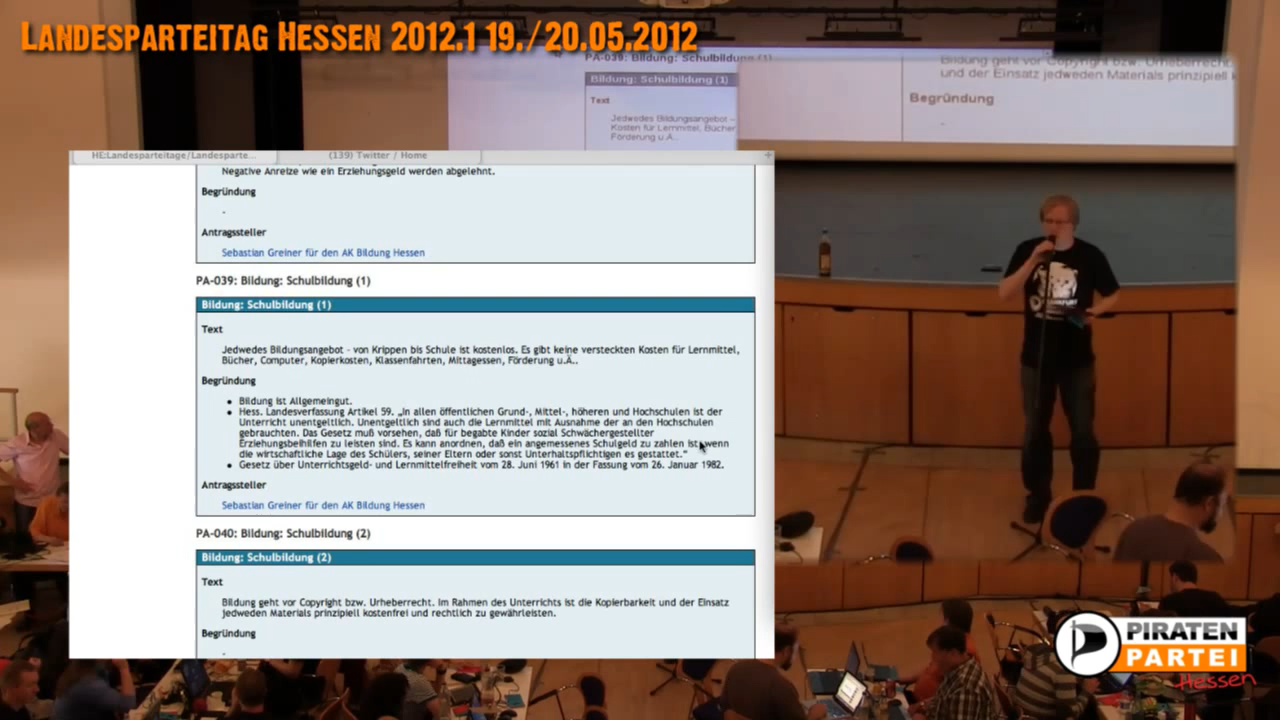 Landesparteitag Hessen 2012.1 19./20.05.2012
PA-039: Bildung: Schulbildung (1)
Bildung: Schulbildung (1)
Text
Jedwedes Bildungsangebot –
Kosten für Lernmittel, Bücher
Förderung u.Ä..
Bildung geht vor Copyright bzw. Urheberrecht.
und der Einsatz jedweden Materials prinzipiell
Begründung
-
HE:Landesparteitage/Landesparte...
(139) Twitter / Home
+
Negative Anreize wie ein Erziehungsgeld werden abgelehnt.
Begründung
-
Antragssteller
Sebastian Greiner für den AK Bildung Hessen
PA-039: Bildung: Schulbildung (1)
Bildung: Schulbildung (1)
Text
Jedwedes Bildungsangebot - von Krippen bis Schule ist kostenlos. Es gibt keine versteckten Kosten für Lernmittel,
Bücher, Computer, Kopierkosten, Klassenfahrten, Mittagessen, Förderung u.Ä..
Begründung
• Bildung ist Allgemeingut.
• Hess. Landesverfassung Artikel 59. „In allen öffentlichen Grund-, Mittel-, höheren und Hochschulen ist der
Unterricht unentgeltlich. Unentgeltlich sind auch die Lernmittel mit Ausnahme der an den Hochschulen
gebrauchten. Das Gesetz muß vorsehen, daß für begabte Kinder sozial Schwächergestellter
Erziehungsbeihilfen zu leisten sind. Es kann anordnen, daß ein angemessenes Schulgeld zu zahlen ist, wenn
die wirtschaftliche Lage des Schülers, seiner Eltern oder sonst Unterhaltspflichtigen es gestattet."
• Gesetz über Unterrichtsgeld- und Lernmittelfreiheit vom 28. Juni 1961 in der Fassung vom 26. Januar 1982.
Antragssteller
Sebastian Greiner für den AK Bildung Hessen
PA-040: Bildung: Schulbildung (2)
Bildung: Schulbildung (2)
Text
Bildung geht vor Copyright bzw. Urheberrecht. Im Rahmen des Unterrichts ist die Kopierbarkeit und der Einsatz
jedweden Materials prinzipiell kostenfrei und rechtlich zu gewährleisten.
Begründung
-
PIRATEN
PARTEI
Hessen